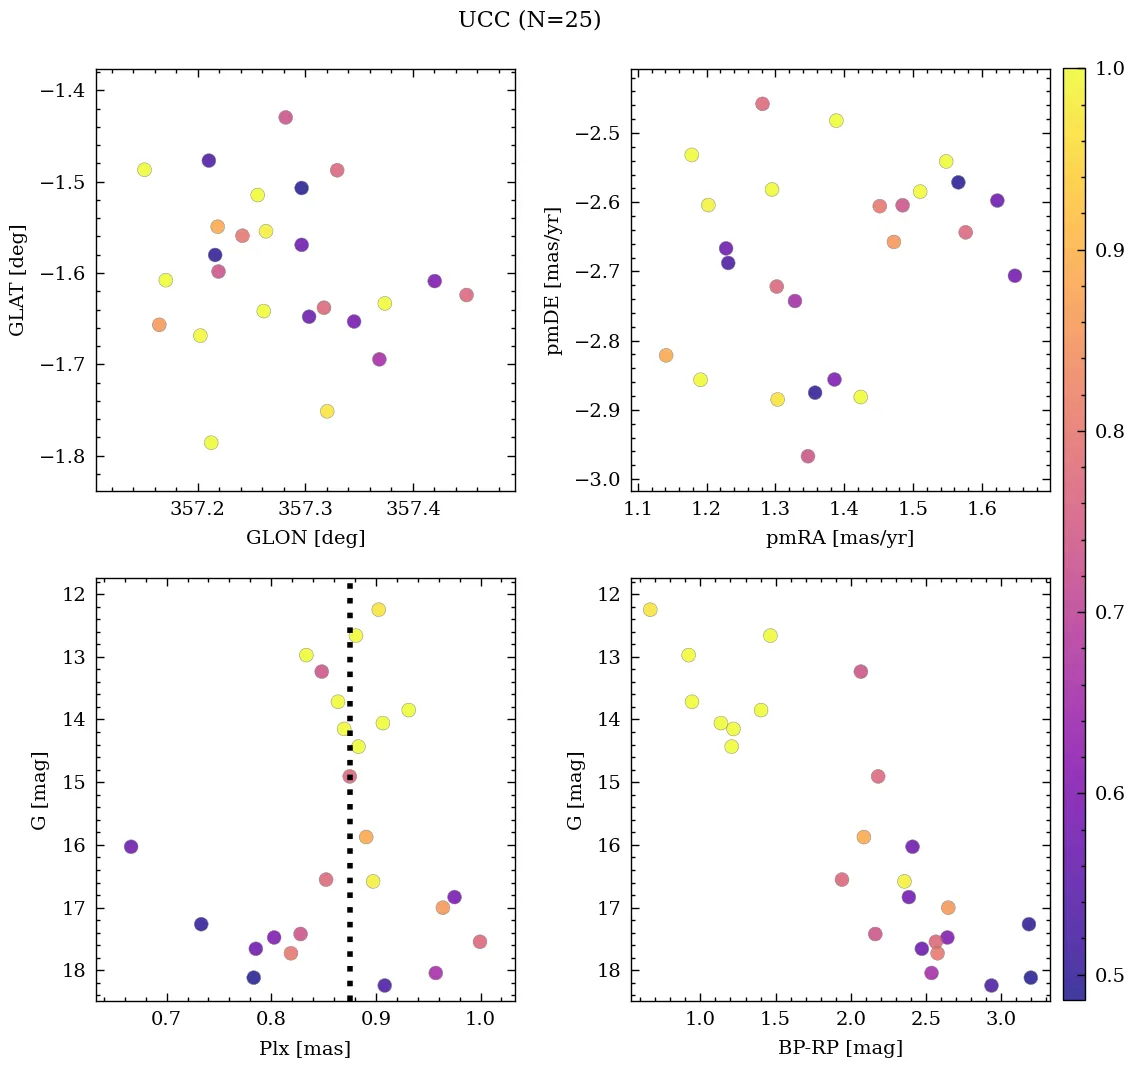 UCC (N=25)
−1.4
−1.5
−1.6
−1.7
−1.8
GLAT [deg]
357.2 357.3 357.4
GLON [deg]
−2.5
−2.6
−2.7
−2.8
−2.9
−3.0
pmDE [mas/yr]
1.1 1.2 1.3 1.4 1.5 1.6
pmRA [mas/yr]
12
13
14
15
16
17
18
G [mag]
0.7 0.8 0.9 1.0
Plx [mas]
12
13
14
15
16
17
18
G [mag]
1.0 1.5 2.0 2.5 3.0
BP-RP [mag]
1.0
0.9
0.8
0.7
0.6
0.5